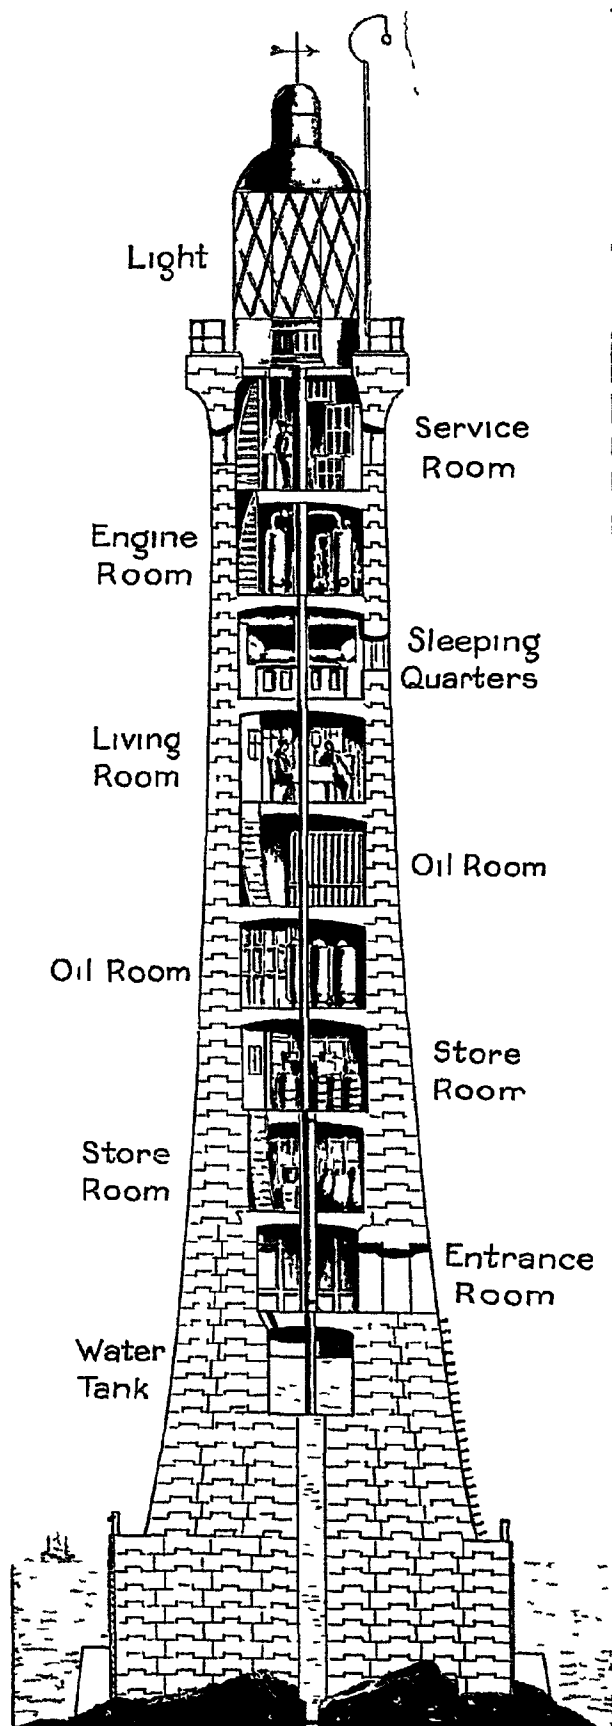 Light
Service
Room
Engine
Room
Sleeping
Quarters
Living
Room
Oil Room
Oil Room
Store
Room
Store
Room
Entrance
Room
Water
Tank